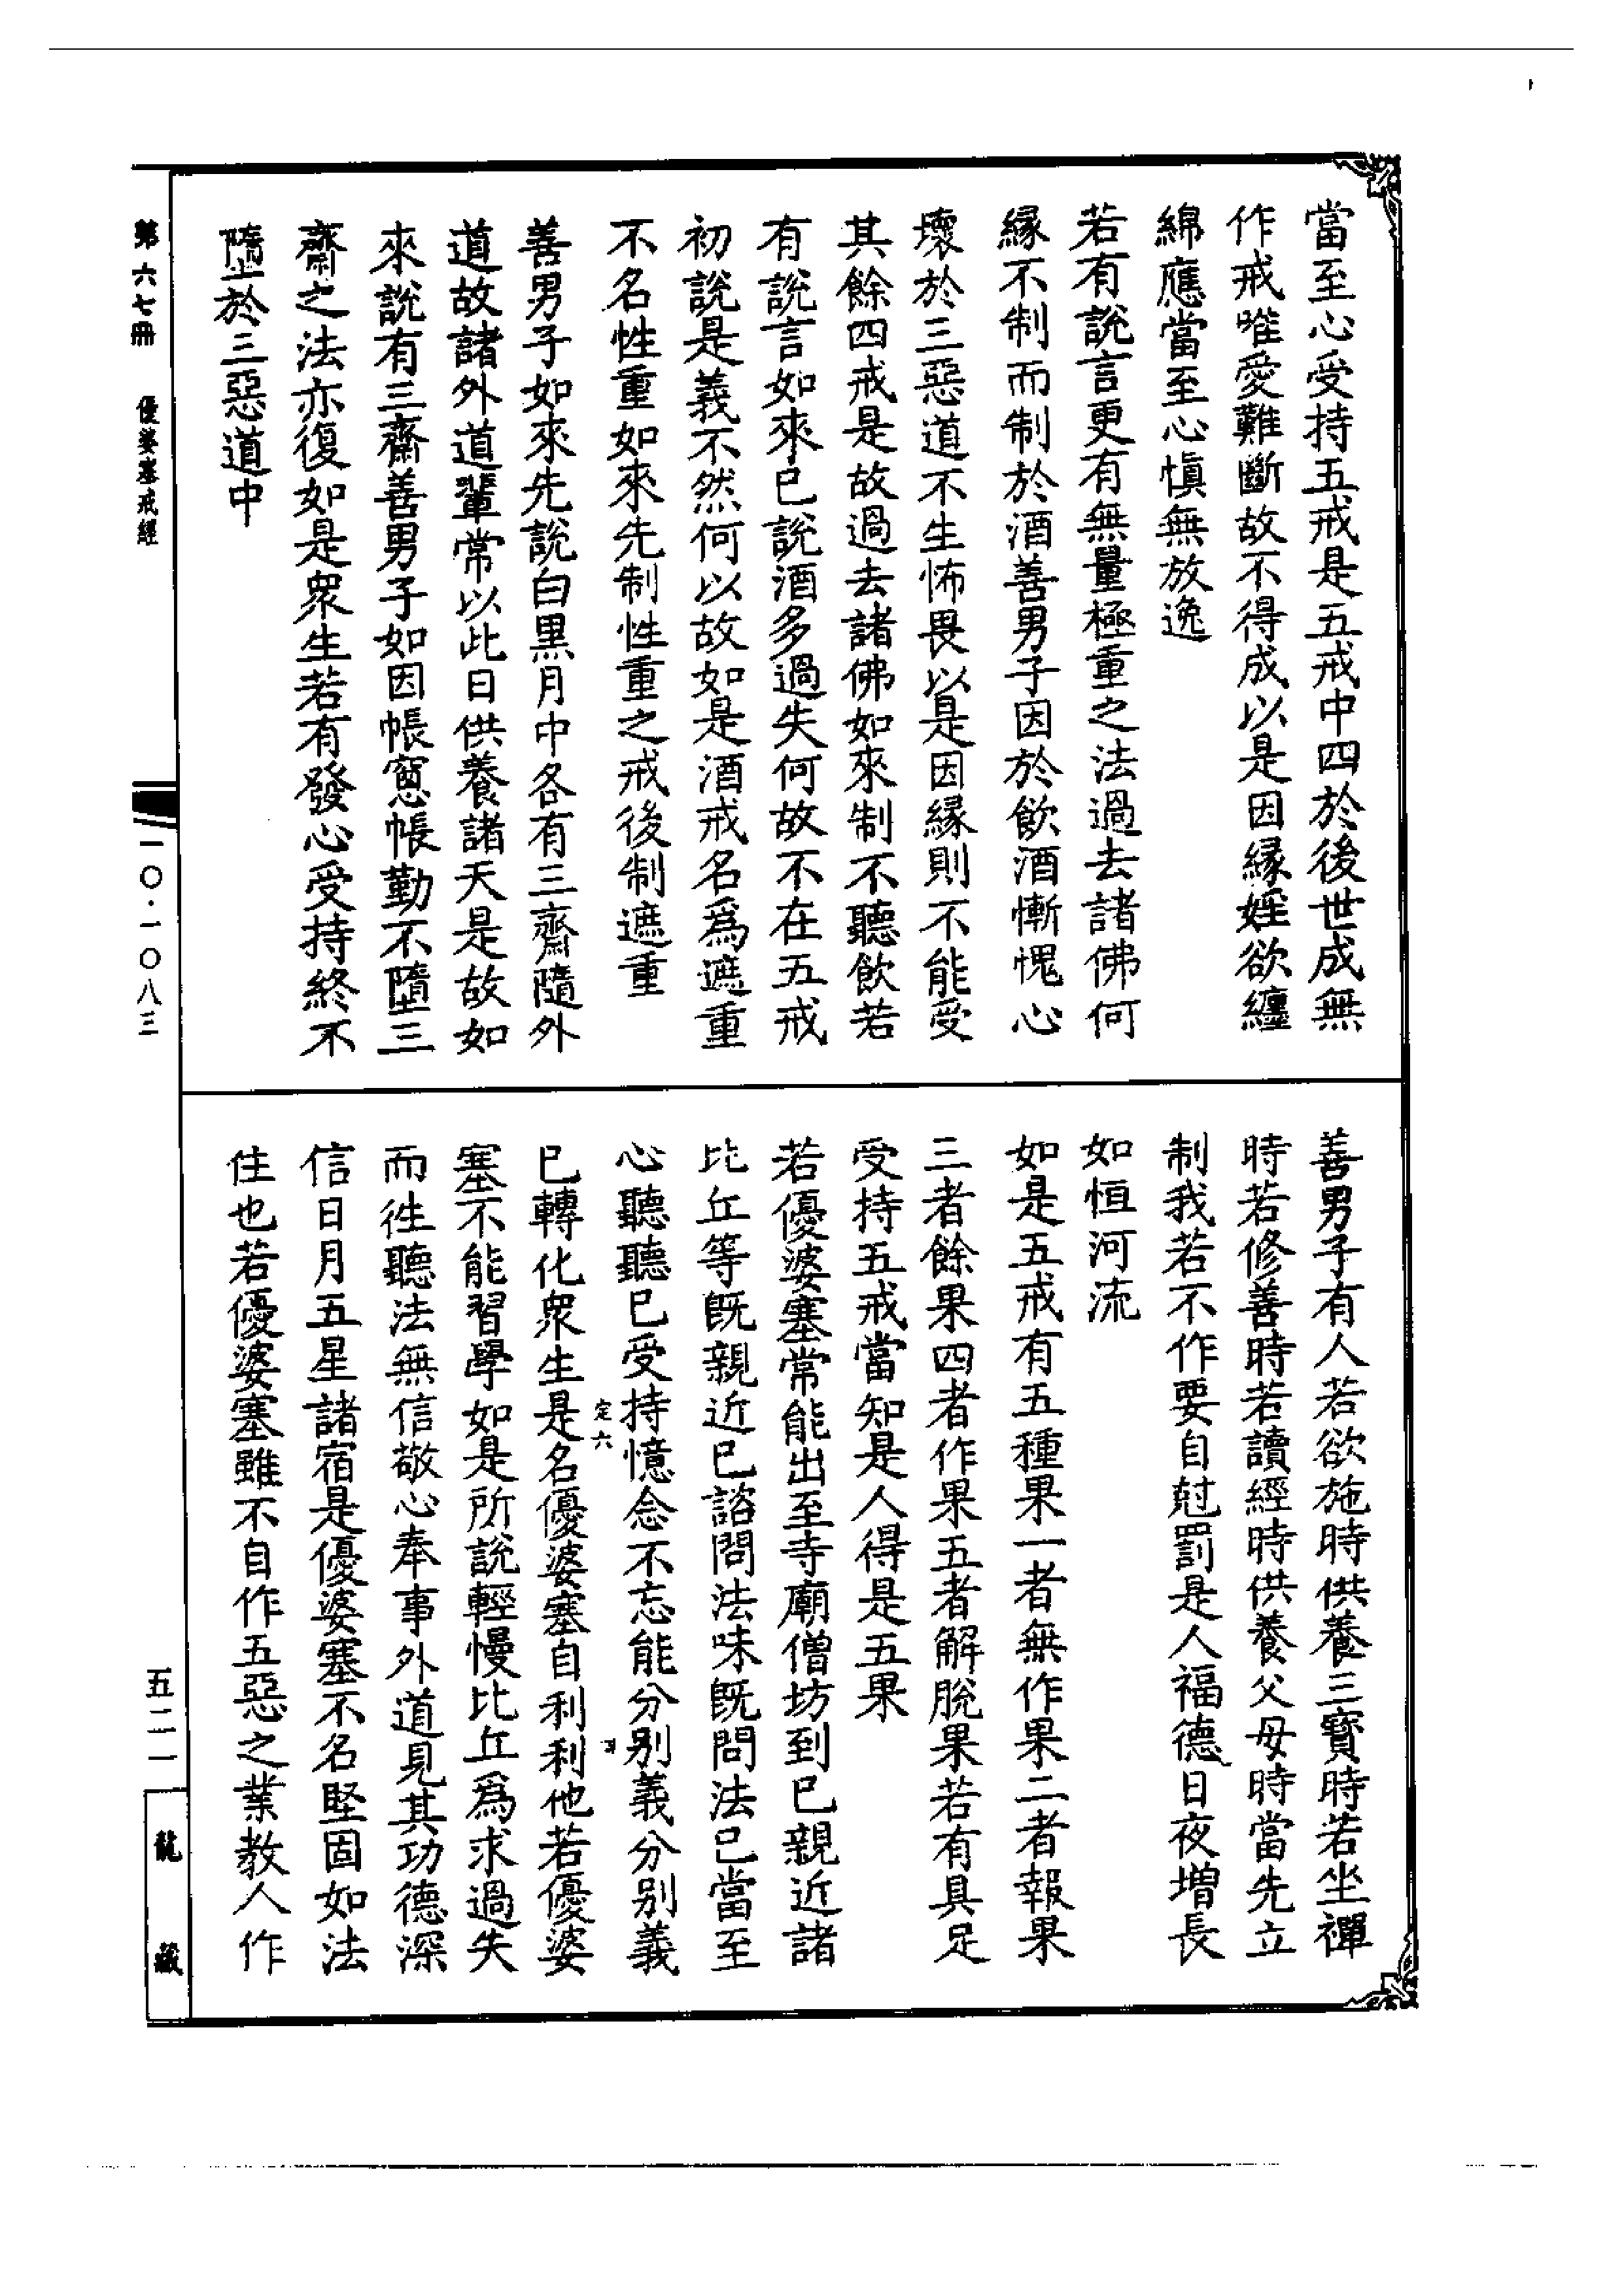 當至心受持五戒是五戒中四於後世成無
作戒唯愛難斷故不得成以是因緣婬欲纏
綿應當至心慎無放逸
若有說言更有無量極重之法過去諸佛何
緣不制而制於酒善男子因於飲酒慚愧心
壞於三惡道不生怖畏以是因緣則不能受
其餘四戒是故過去諸佛如來制不聽飲若
有說言如來已說酒多過失何故不在五戒
初說是義不然何以故如是酒戒名為遮重
不名性重如來先制性重之戒後制遮重
善男子如來先說白黑月中各有三齋隨外
道故諸外道輩常以此日供養諸天是故如
來說有三齋善男子如因帳窻帳勤不墮三
齋之法亦復如是衆生若有發心受持終不
墮於三惡道中
善男子有人若欲施時供養三寶時若坐禪
時若修善時若讀經時供養父母時當先立
制我若不作要自尅罰是人福德日夜增長
如恒河流
如是五戒有五種果一者無作果二者報果
三者餘果四者作果五者解脫果若有具足
受持五戒當知是人得是五果
若優婆塞常能出至寺廟僧坊到已親近諸
比丘等既親近已諮問法味既問法已當至
心聽聽已受持憶念不忘能分別義分別義
定六
已轉化衆生是名優婆塞自利利他若優婆
塞不能習學如是所說輕慢比丘為求過失
而徃聽法無信敬心奉事外道見其功德深
信日月五星諸宿是優婆塞不名堅固如法
住也若優婆塞雖不自作五惡之業教人作
第六七冊 優婆塞戒經
一〇·一〇八三
五二一
龍藏